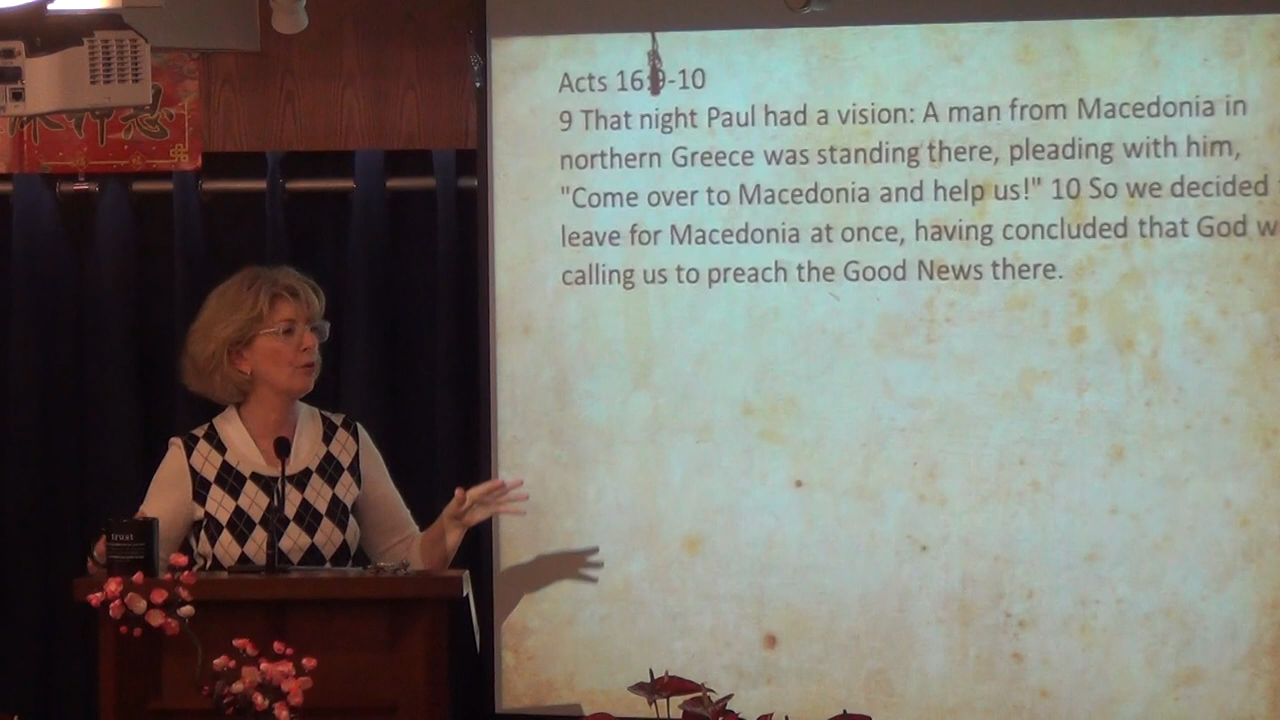 Acts 16:9-10
9 That night Paul had a vision: A man from Macedonia in
northern Greece was standing there, pleading with him,
"Come over to Macedonia and help us!" 10 So we decided
leave for Macedonia at once, having concluded that God w
calling us to preach the Good News there.
trust